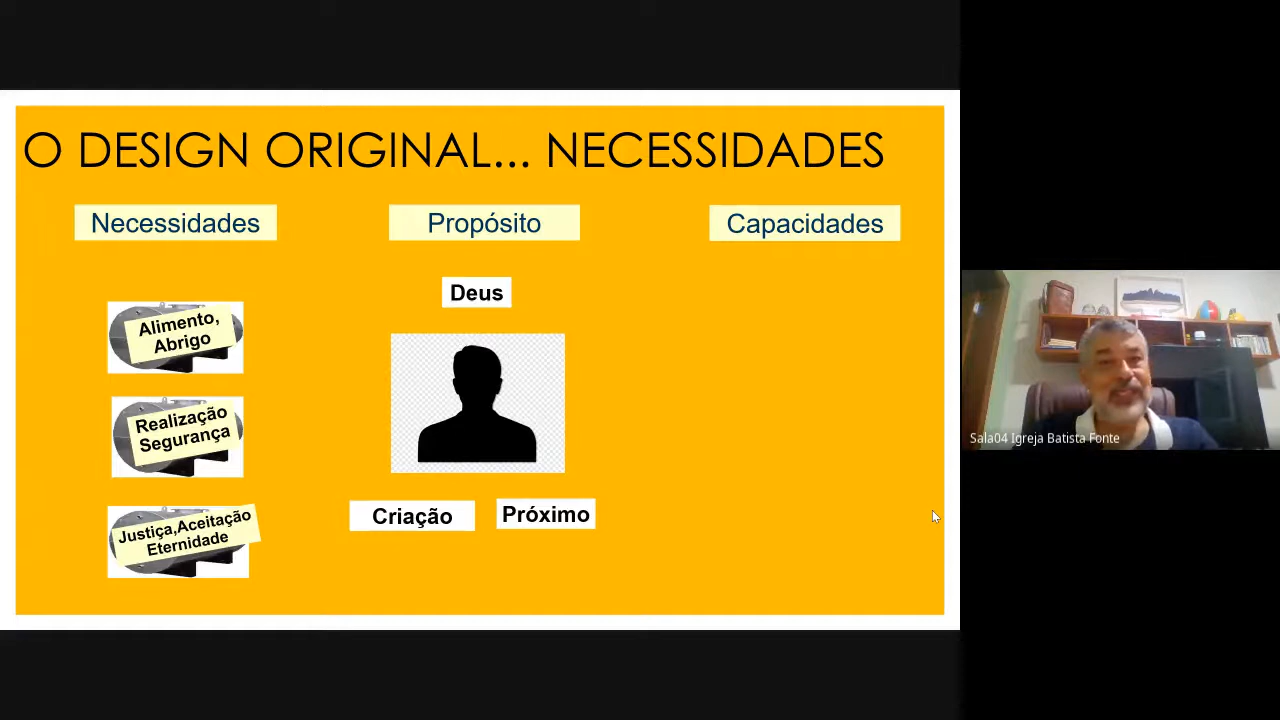 O DESIGN ORIGINAL... NECESSIDADES
Necessidades
Propósito
Capacidades
Deus
Alimento,
Abrigo
Realização
Segurança
Justiça,Aceitação
Eternidade
Criação
Próximo
Sala04 Igreja Batista Fonte